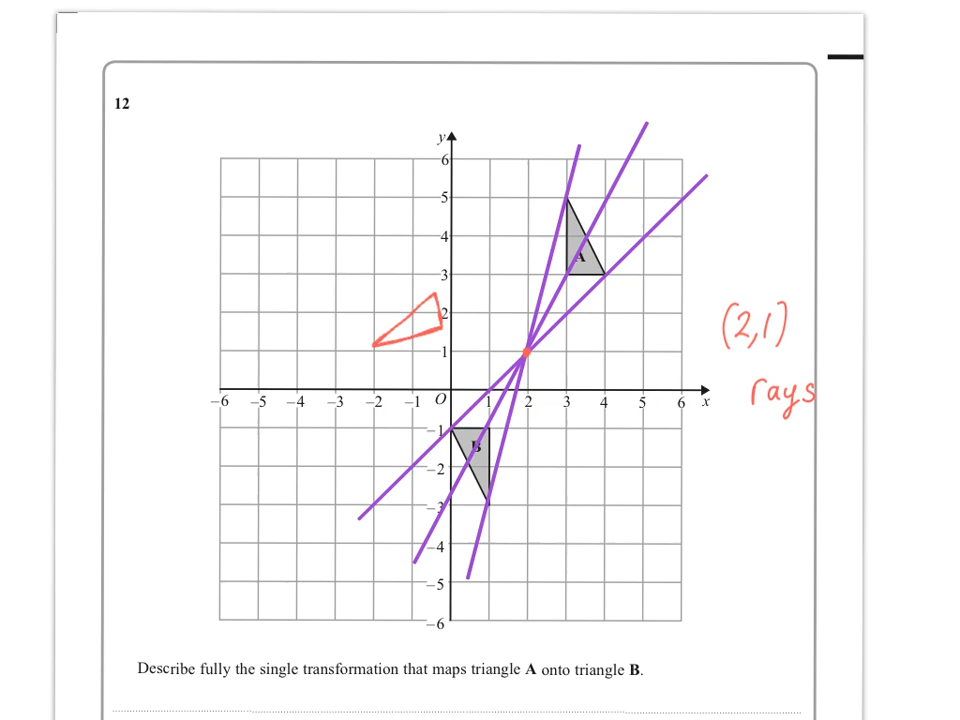 12
y
6
5
4
A
3
2
(2,1)
1
rays
–6 –5 –4 –3 –2 –1 O 1 2 3 4 5 6 x
–1
B
–2
–3
–4
–5
–6
Describe fully the single transformation that maps triangle A onto triangle B.